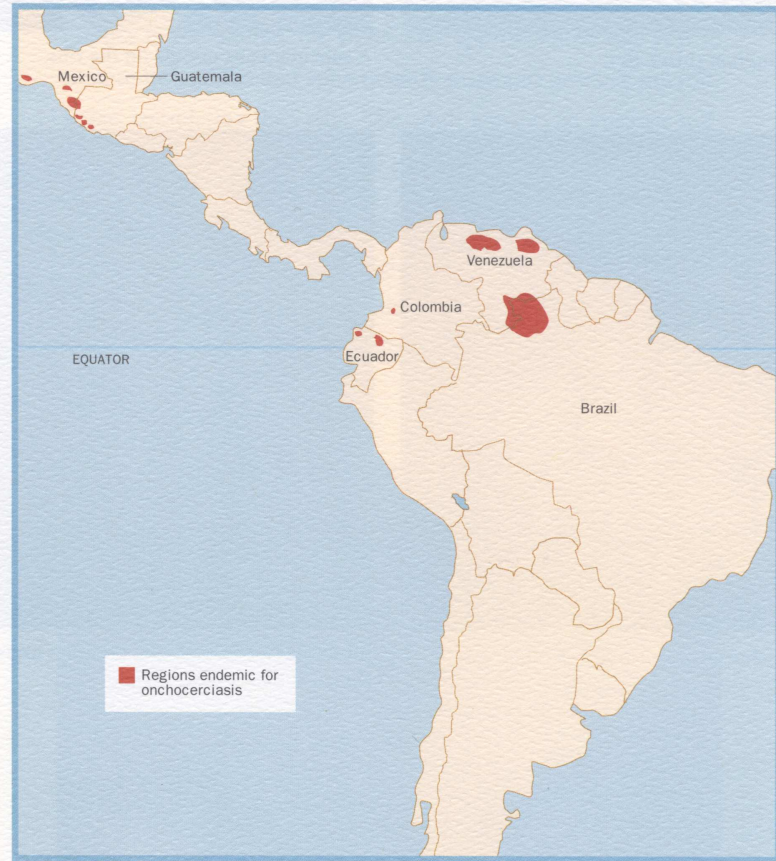 Mexico
Guatemala
Venezuela
Colombia
EQUATOR
Ecuador
Brazil
Regions endemic for
onchocerciasis